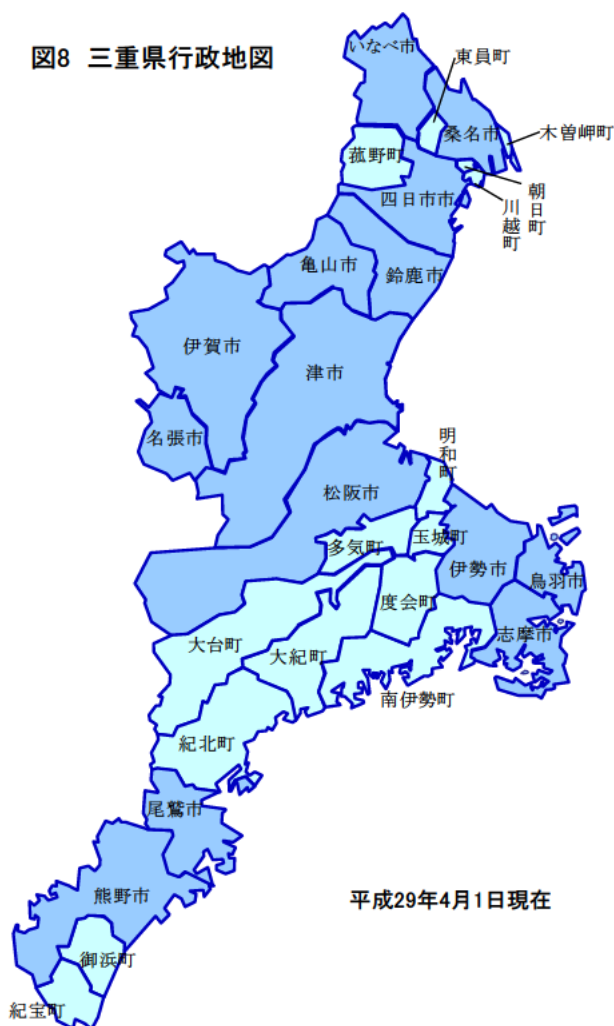 図8 三重県行政地図
いなべ市
東員町
桑名市
木曽岬町
菰野町
朝日町
四日市市
川越町
亀山市
鈴鹿市
伊賀市
津市
名張市
明和町
松阪市
多気町
玉城町
伊勢市
鳥羽市
度会町
志摩市
大台町
大紀町
南伊勢町
紀北町
尾鷲市
熊野市
平成29年4月1日現在
御浜町
紀宝町